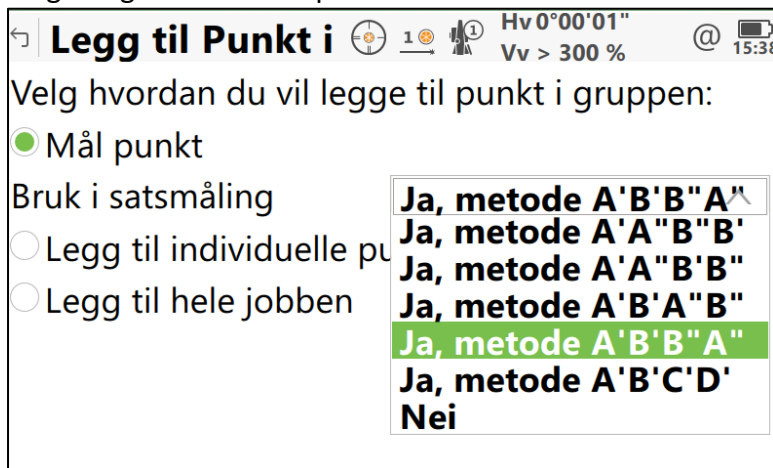 Legg til Punkt i
1
1
Hv 0°00'01"
Vv > 300 %
@
15:38
Velg hvordan du vil legge til punkt i gruppen:
Mål punkt
Bruk i satsmåling
Ja, metode A'B'B"A"
Ja, metode A'A"B"B'
Legg til individuelle pu
Ja, metode A'A"B'B"
Legg til hele jobben
Ja, metode A'B'A"B"
Ja, metode A'B'B"A"
Ja, metode A'B'C'D'
Nei